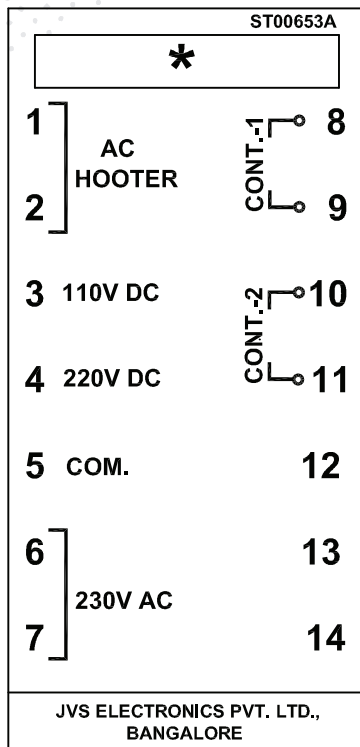 ST00653A
*
1 AC HOOTER CONT.-1 8
2 9
3 110V DC CONT.-2 10
4 220V DC 11
5 COM. 12
6 230V AC 13
7 14
JVS ELECTRONICS PVT. LTD.,
BANGALORE